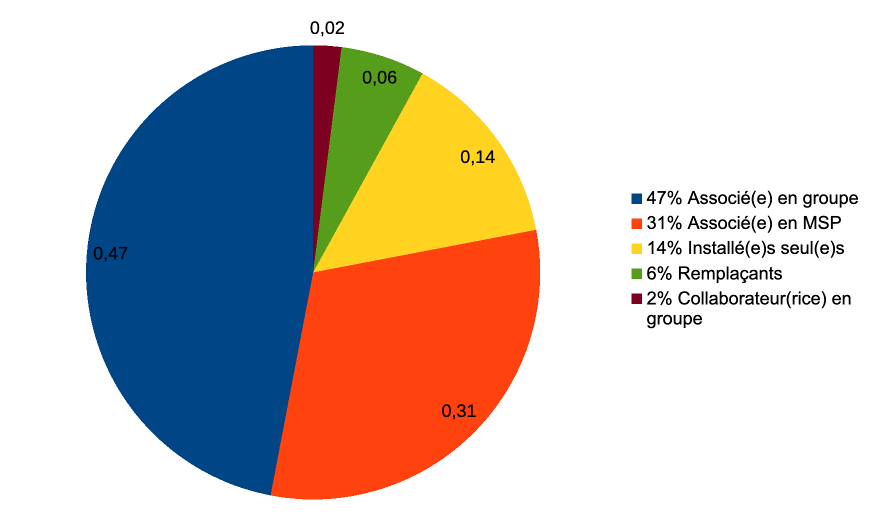 0,02
0,06
0,14
0,47
0,31
47% Associé(e) en groupe
31% Associé(e) en MSP
14% Installé(e)s seul(e)s
6% Remplaçants
2% Collaborateur(rice) en
groupe